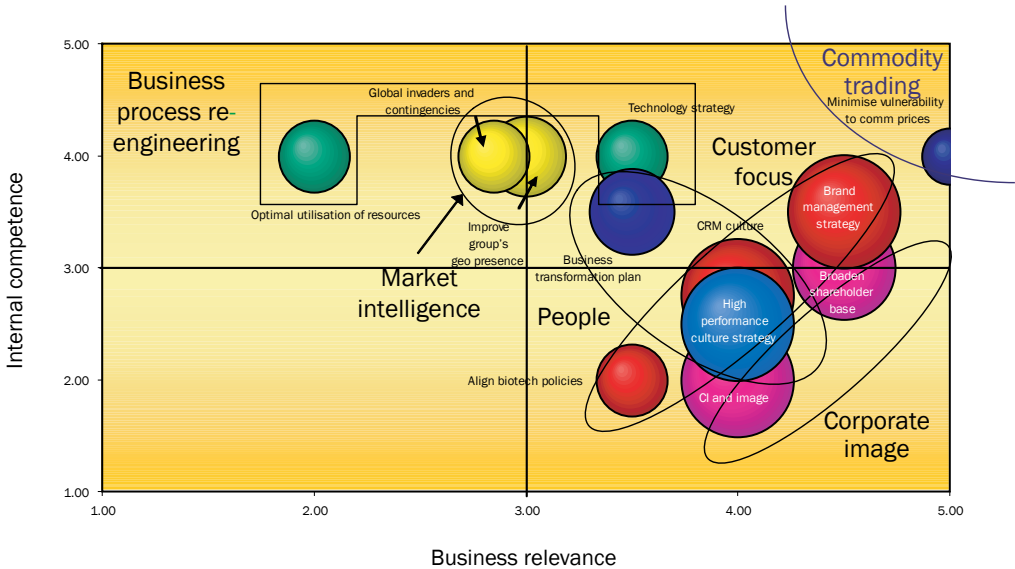 5.00
Commodity
trading
Business
process re-
engineering
Global invaders and
contingencies
Technology strategy
Minimise vulnerability
to comm prices
4.00
Customer
focus
Brand
management
strategy
Optimal utilisation of resources
Improve
group's
geo presence
CRM culture
Business
transformation plan
3.00
Market
intelligence
Broaden
shareholder
base
People
High
performance
culture strategy
2.00
Align biotech policies
CI and image
Corporate
image
1.00
1.00
2.00
3.00
4.00
5.00
Internal competence
Business relevance